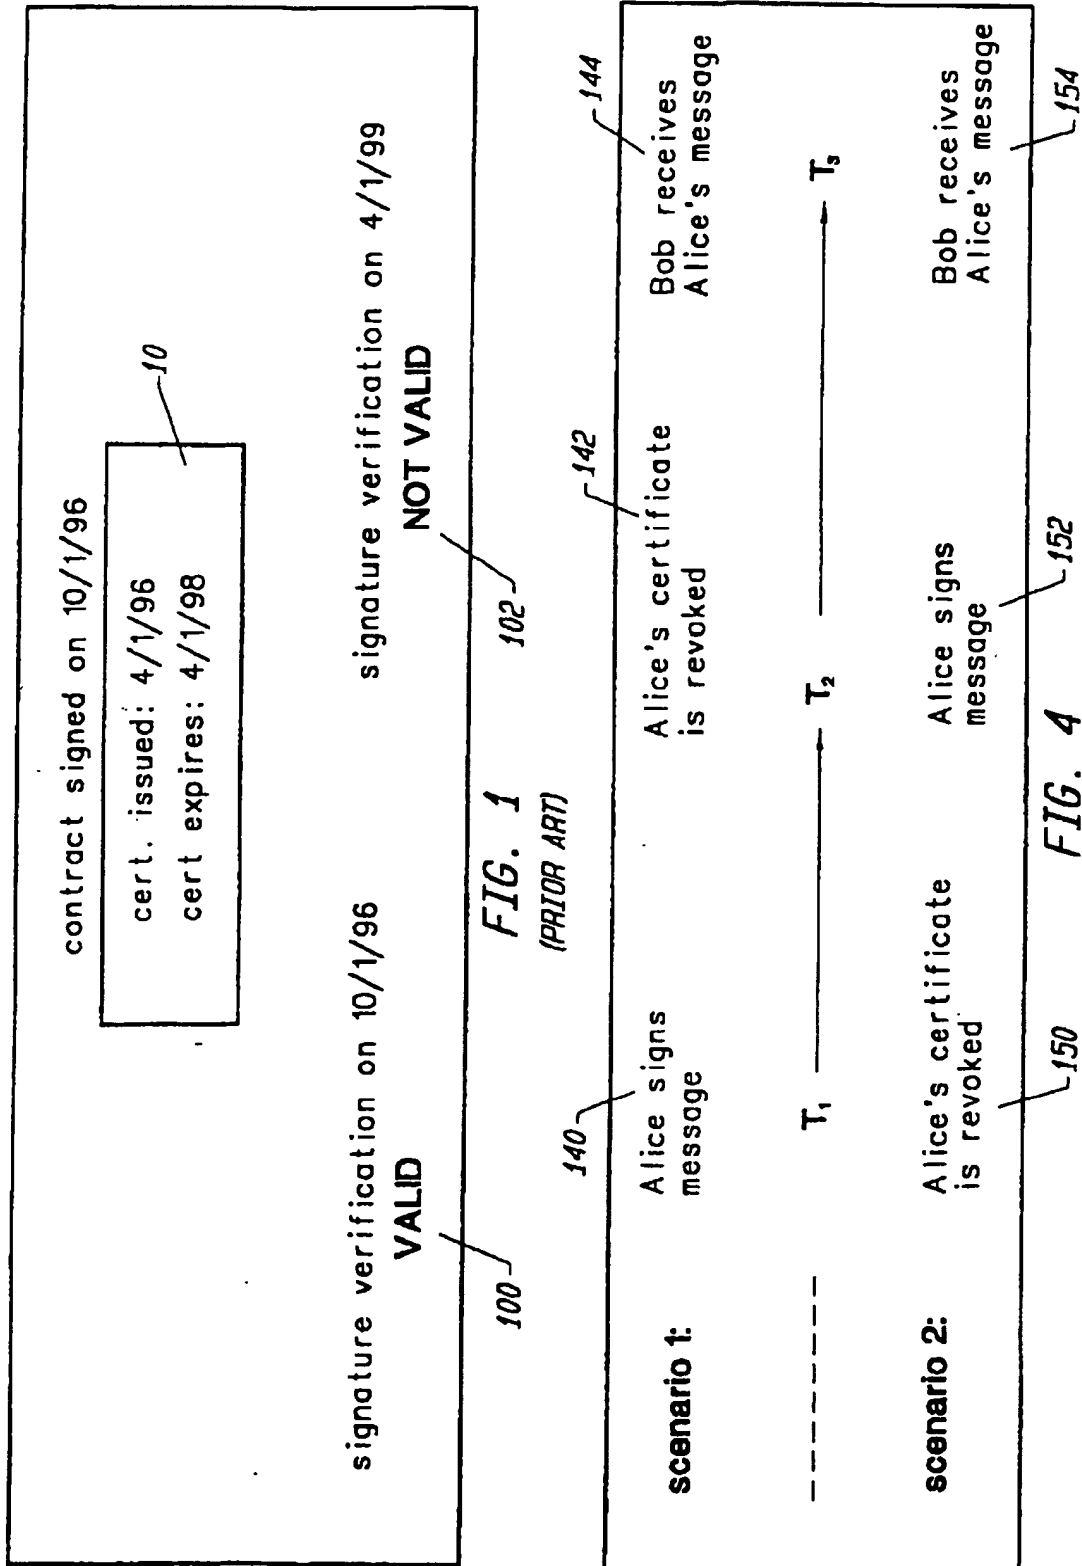 contract signed on 10/1/96
cert. issued: 4/1/96
cert expires: 4/1/98
10
signature verification on 10/1/96
VALID
100
signature verification on 4/1/99
NOT VALID
102
FIG. 1
(PRIOR ART)
scenario 1:
140
Alice signs
message
142
Alice's certificate
is revoked
144
Bob receives
Alice's message
T₁
T₂
T₃
scenario 2:
Alice's certificate
is revoked
150
Alice signs
message
152
Bob receives
Alice's message
154
FIG. 4